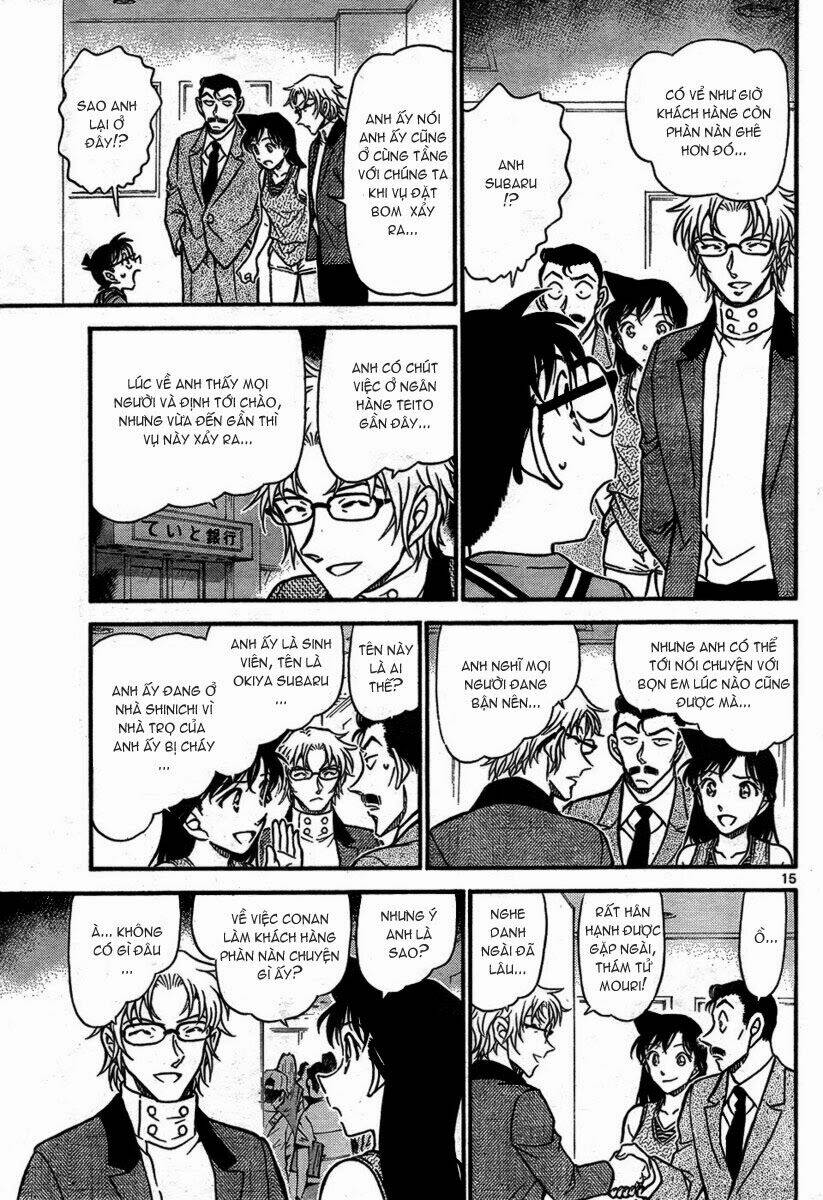 CÓ VẺ NHƯ GIỜ
KHÁCH HÀNG CÒN
PHÀN NÀN GHÊ
HƠN ĐÓ...
ANH
SUBARU
!?
ANH ẤY NÓI
ANH ẤY CŨNG
Ở CÙNG TẦNG
VỚI CHÚNG TA
KHI VỤ ĐẶT
BOM XẢY
RA...
SAO ANH
LẠI Ở
ĐÂY!?
ANH CÓ CHÚT
VIỆC Ở NGÂN
HÀNG TEITO
GẦN ĐÂY...
LÚC VỀ ANH THẤY MỌI
NGƯỜI VÀ ĐỊNH TỚI CHÀO,
NHƯNG VỪA ĐẾN GẦN THÌ
VỤ NÀY XẢY RA...
ていと銀行
NHƯNG ANH CÓ THỂ
TỚI NÓI CHUYỆN VỚI
BỌN EM LÚC NÀO CŨNG
ĐƯỢC MÀ...
ANH NGHĨ MỌI
NGƯỜI ĐANG
BẬN NÊN...
TÊN NÀY
LÀ AI
THẾ?
ANH ẤY LÀ SINH
VIÊN, TÊN LÀ
OKIYA SUBARU
...
ANH ẤY ĐANG Ở
NHÀ SHINICHI VÌ
NHÀ TRỌ CỦA
ANH ẤY BỊ CHÁY
...
15
Ồ...
RẤT HÂN
HẠNH ĐƯỢC
GẶP NGÀI,
THÁM TỬ
MOURI!
NGHE
DANH
NGÀI ĐÃ
LÂU...
NHƯNG Ý
ANH LÀ
SAO?
VỀ VIỆC CONAN
LÀM KHÁCH HÀNG
PHÀN NÀN CHUYỆN
GÌ ẤY?
À... KHÔNG
CÓ GÌ ĐÂU
...